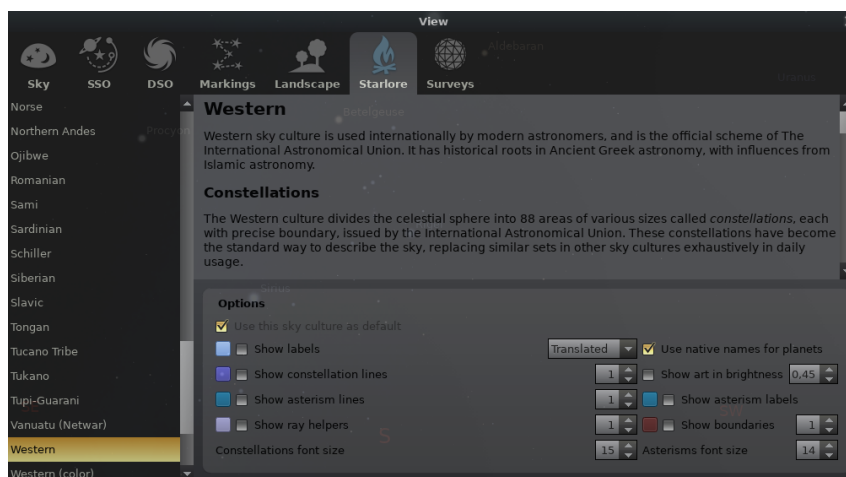 View
Aldebaran
Sky SSO DSO Markings Landscape Starlore Surveys
Uranus
Norse
Northern Andes
Procyon
Ojibwe
Romanian
Sami
Sardinian
Schiller
Siberian
Slavic
Tongan
Tucano Tribe
Tukano
Tupi-Guarani
Vanuatu (Netwar)
Western
Western (color)
Western
Betelgeuse
Western sky culture is used internationally by modern astronomers, and is the official scheme of The
International Astronomical Union. It has historical roots in Ancient Greek astronomy, with influences from
Islamic astronomy.
Constellations
The Western culture divides the celestial sphere into 88 areas of various sizes called constellations, each
with precise boundary, issued by the International Astronomical Union. These constellations have become
the standard way to describe the sky, replacing similar sets in other sky cultures exhaustively in daily
usage.
Sirius
Options
Use this sky culture as default
Show labels Translated Use native names for planets
Show constellation lines 1 Show art in brightness 0,45
Show asterism lines 1 Show asterism labels
SW
Show ray helpers 1 Show boundaries 1
S
Constellations font size 15 Asterisms font size 14